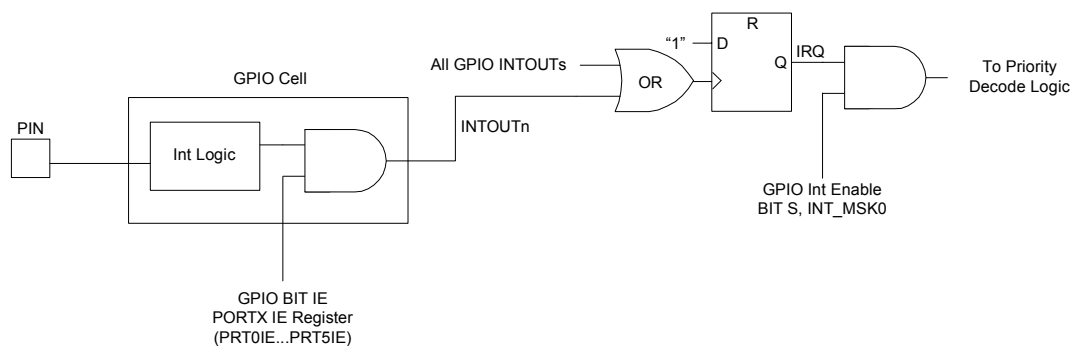 R
“1”
D
IRQ
Q
All GPIO INTOUTs
OR
To Priority
Decode Logic
GPIO Cell
PIN
INTOUTn
Int Logic
GPIO Int Enable
BIT S, INT_MSK0
GPIO BIT IE
PORTX IE Register
(PRT0IE...PRT5IE)